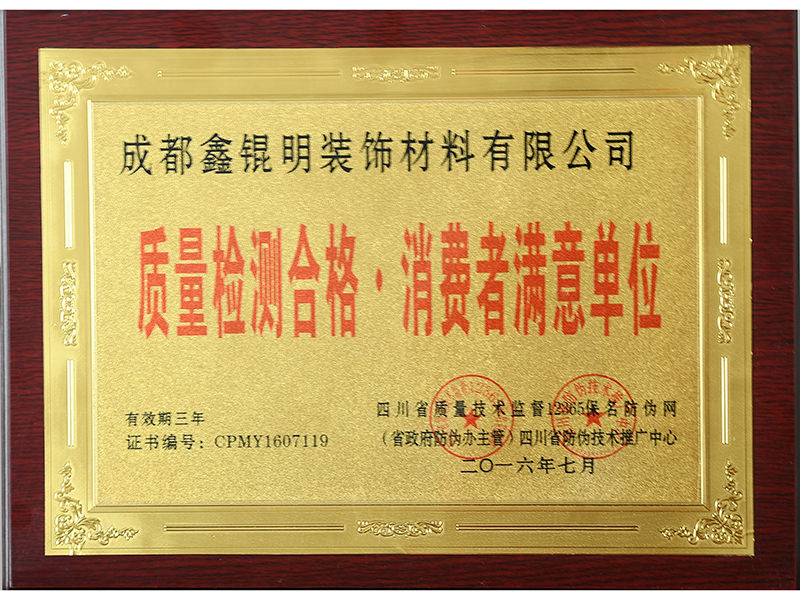 成都鑫锟明装饰材料有限公司
质量检测合格·消费者满意单位
有效期三年
证书编号：CPMY1607119
四川省质量技术监督12365保名防伪网
（省政府防伪办主管）四川省防伪技术推广中心
二〇一六年七月